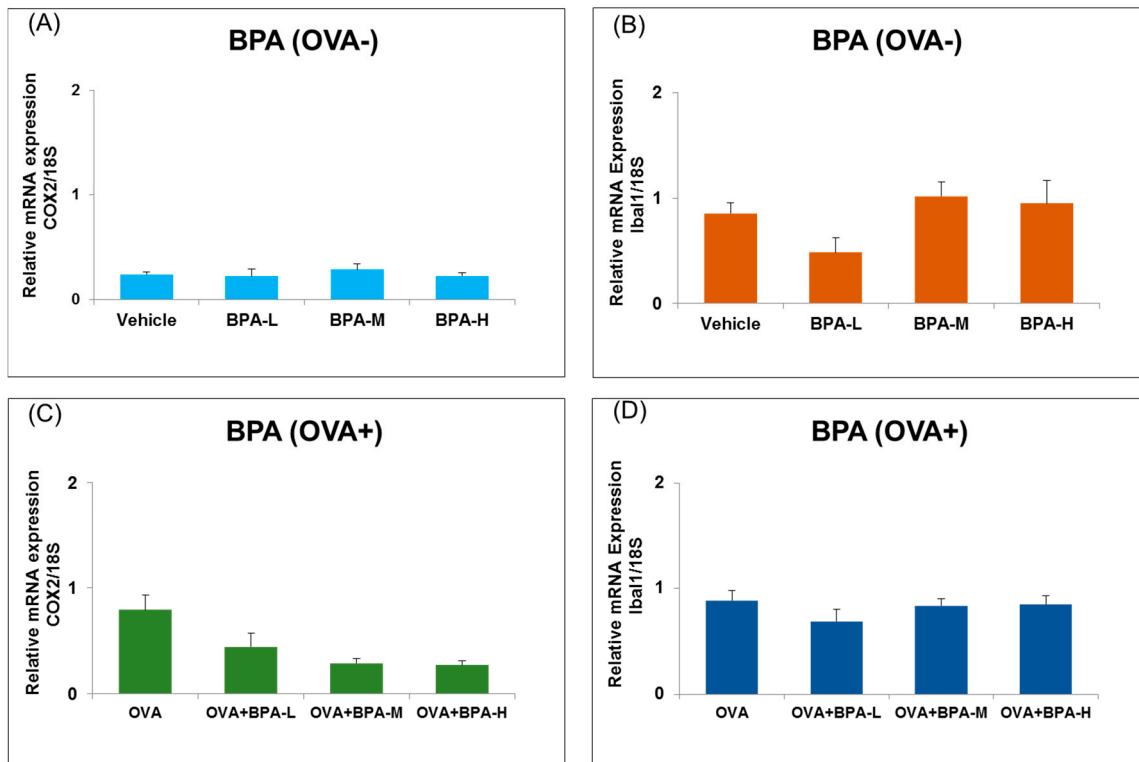 (A)
BPA (OVA-)
Relative mRNA expression
COX2/18S
2
1
0
Vehicle BPA-L BPA-M BPA-H
(B)
BPA (OVA-)
Relative mRNA Expression
Ibal1/18S
2
1
0
Vehicle BPA-L BPA-M BPA-H
(C)
BPA (OVA+)
Relative mRNA expression
COX2/18S
2
1
0
OVA OVA+BPA-L OVA+BPA-M OVA+BPA-H
(D)
BPA (OVA+)
Relative mRNA Expression
Ibal1/18S
2
1
0
OVA OVA+BPA-L OVA+BPA-M OVA+BPA-H